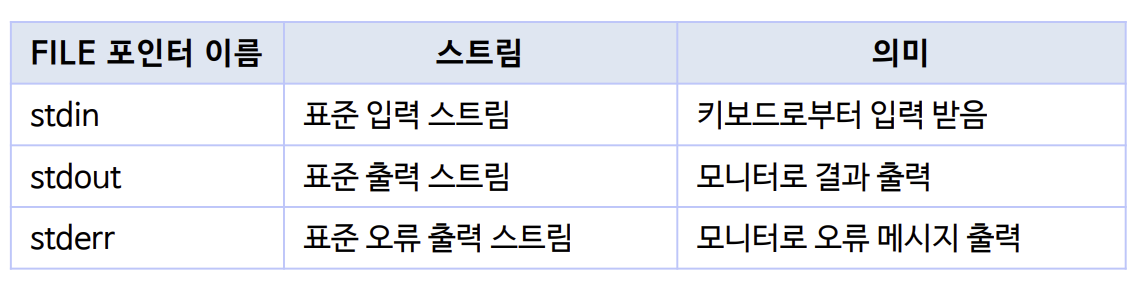 FILE 포인터 이름 스트림 의미
stdin 표준 입력 스트림 키보드로부터 입력 받음
stdout 표준 출력 스트림 모니터로 결과 출력
stderr 표준 오류 출력 스트림 모니터로 오류 메시지 출력